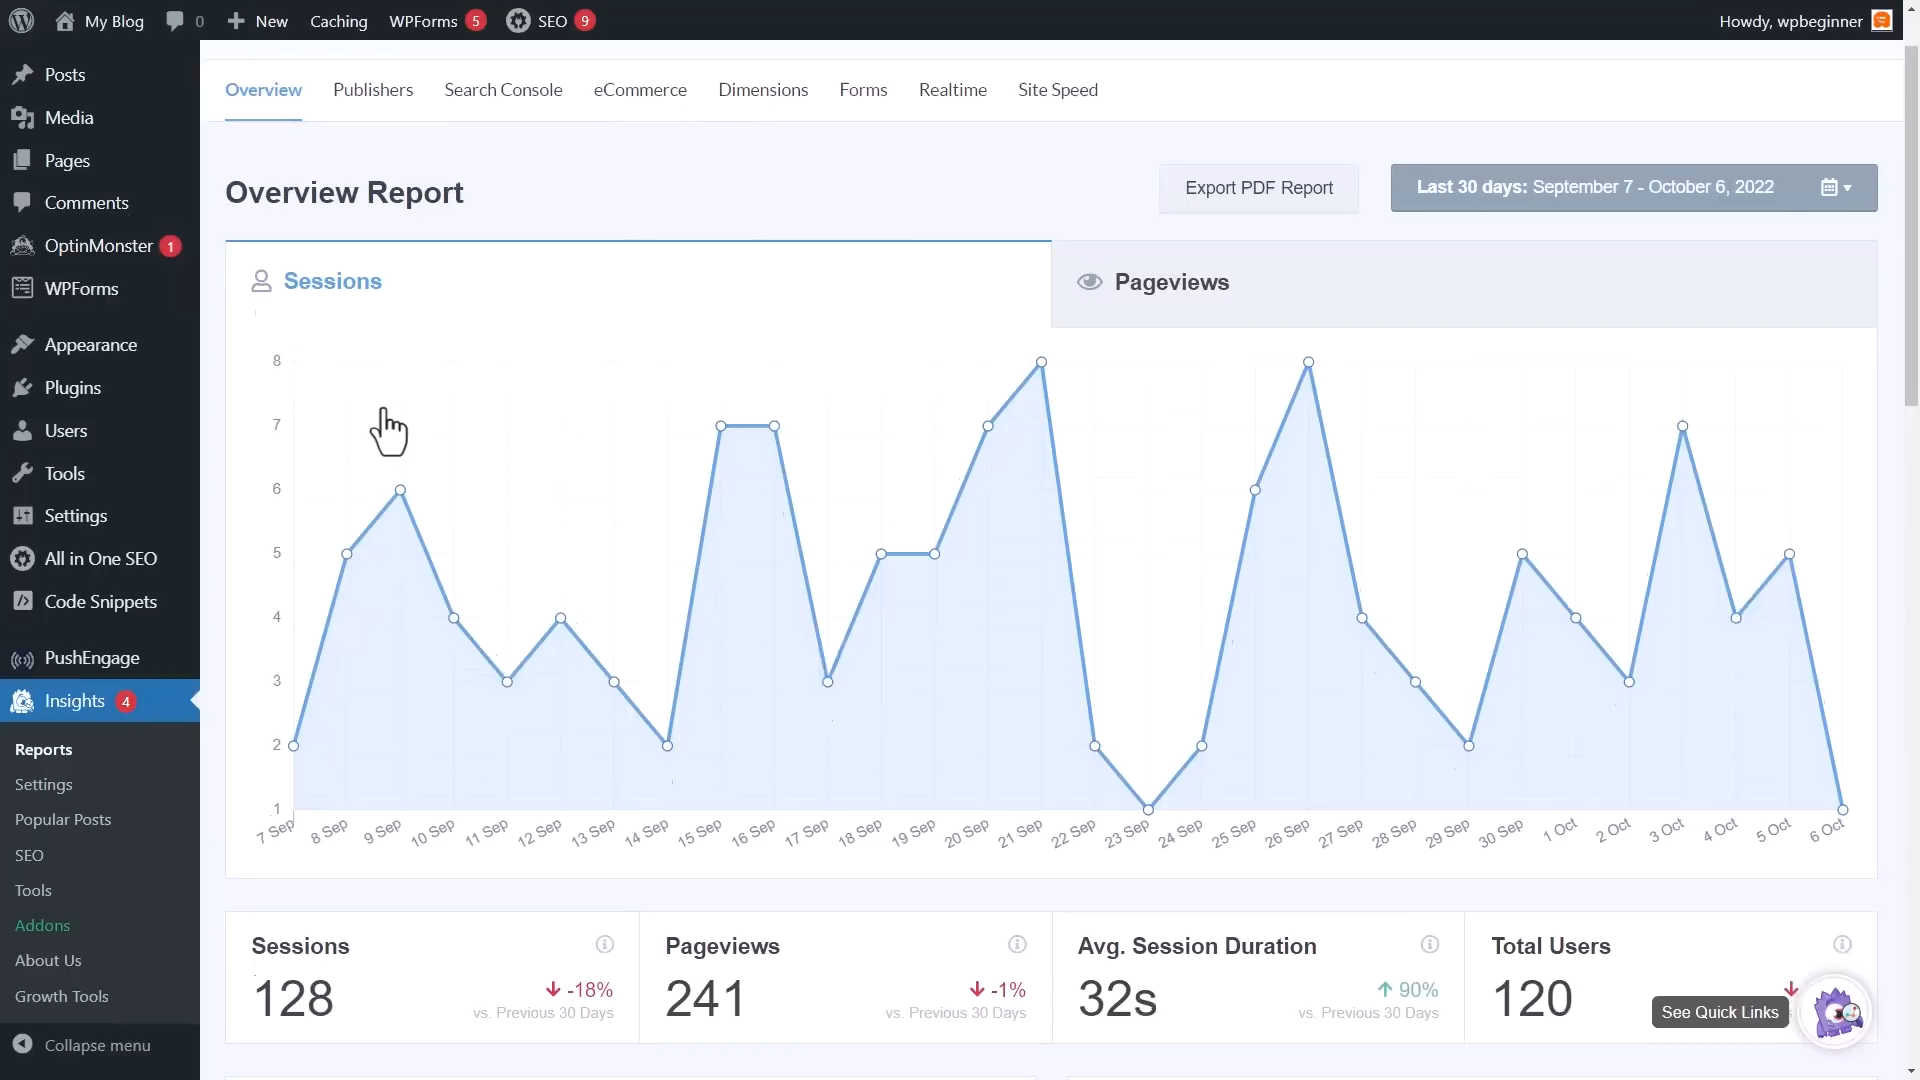 My Blog
0
New
Caching
WPForms 5
SEO 9
Howdy, wpbeginner
Posts
Media
Pages
Comments
OptinMonster 1
WPForms
Appearance
Plugins
Users
Tools
Settings
All in One SEO
Code Snippets
PushEngage
Insights 4
Reports
Settings
Popular Posts
SEO
Tools
Addons
About Us
Growth Tools
Collapse menu
Overview
Publishers
Search Console
eCommerce
Dimensions
Forms
Realtime
Site Speed
Overview Report
Export PDF Report
Last 30 days: September 7 - October 6, 2022
Sessions
Pageviews
8
7
6
5
4
3
2
1
7 Sep
8 Sep
9 Sep
10 Sep
11 Sep
12 Sep
13 Sep
14 Sep
15 Sep
16 Sep
17 Sep
18 Sep
19 Sep
20 Sep
21 Sep
22 Sep
23 Sep
24 Sep
25 Sep
26 Sep
27 Sep
28 Sep
29 Sep
30 Sep
1 Oct
2 Oct
3 Oct
4 Oct
5 Oct
6 Oct
Sessions
128
-18%
vs. Previous 30 Days
Pageviews
241
-1%
vs. Previous 30 Days
Avg. Session Duration
32s
90%
vs. Previous 30 Days
Total Users
120
See Quick Links